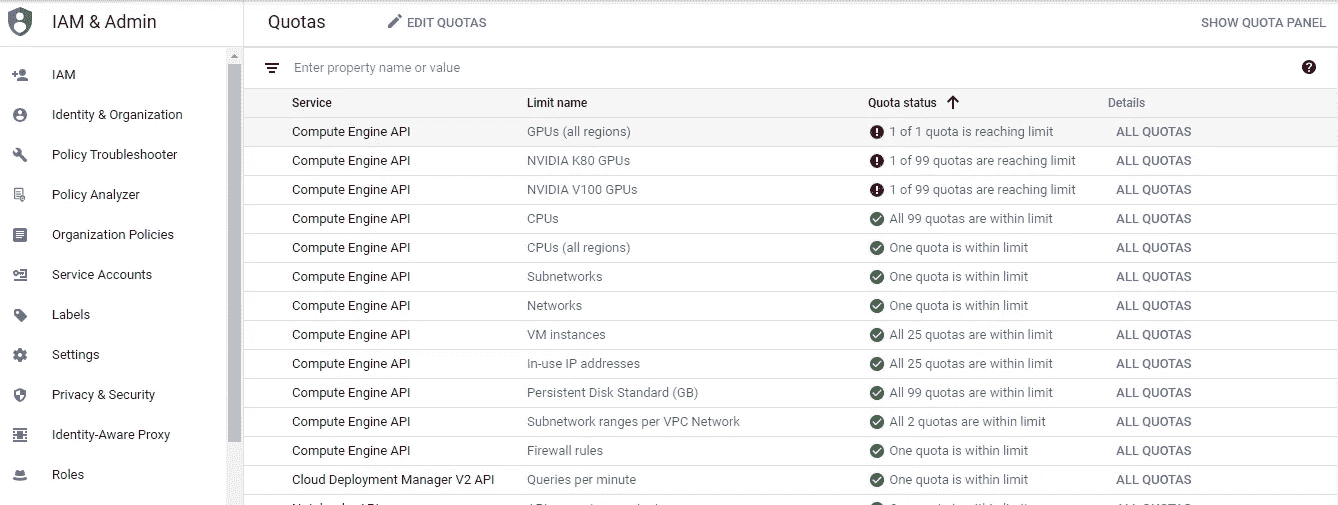 IAM & Admin
Quotas
EDIT QUOTAS
SHOW QUOTA PANEL
IAM
Identity & Organization
Policy Troubleshooter
Policy Analyzer
Organization Policies
Service Accounts
Labels
Settings
Privacy & Security
Identity-Aware Proxy
Roles
Enter property name or value
Service Limit name Quota status Details
Compute Engine API GPUs (all regions) 1 of 1 quota is reaching limit ALL QUOTAS
Compute Engine API NVIDIA K80 GPUs 1 of 99 quotas are reaching limit ALL QUOTAS
Compute Engine API NVIDIA V100 GPUs 1 of 99 quotas are reaching limit ALL QUOTAS
Compute Engine API CPUs All 99 quotas are within limit ALL QUOTAS
Compute Engine API CPUs (all regions) One quota is within limit ALL QUOTAS
Compute Engine API Subnetworks One quota is within limit ALL QUOTAS
Compute Engine API Networks One quota is within limit ALL QUOTAS
Compute Engine API VM instances All 25 quotas are within limit ALL QUOTAS
Compute Engine API In-use IP addresses All 25 quotas are within limit ALL QUOTAS
Compute Engine API Persistent Disk Standard (GB) All 99 quotas are within limit ALL QUOTAS
Compute Engine API Subnetwork ranges per VPC Network All 2 quotas are within limit ALL QUOTAS
Compute Engine API Firewall rules One quota is within limit ALL QUOTAS
Cloud Deployment Manager V2 API Queries per minute One quota is within limit ALL QUOTAS